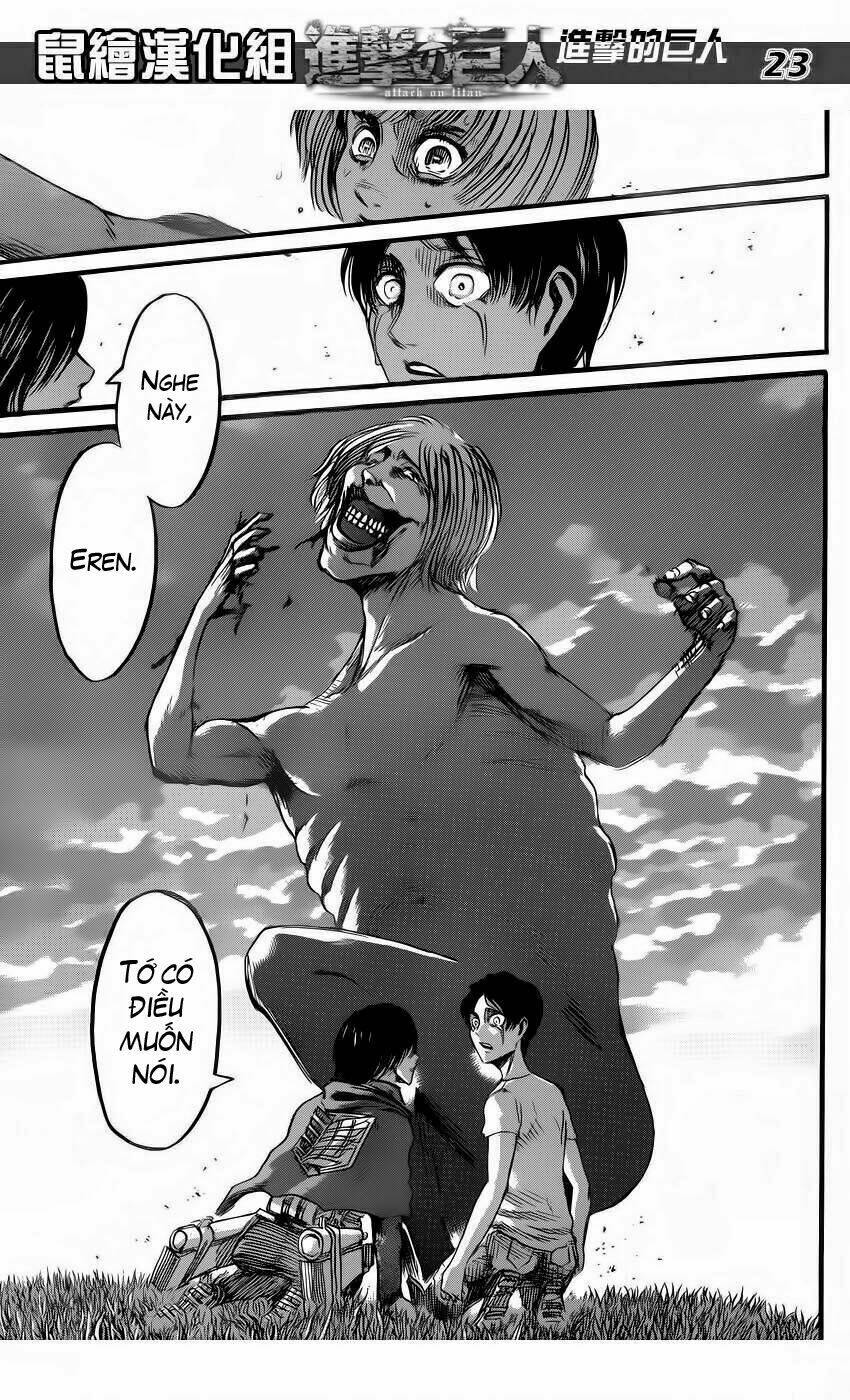 鼠繪漢化組
進撃の巨人
attack on titan
進擊的巨人
23
NGHE
NÀY,
EREN.
TỚ CÓ
ĐIỀU
MUỐN
NÓI.